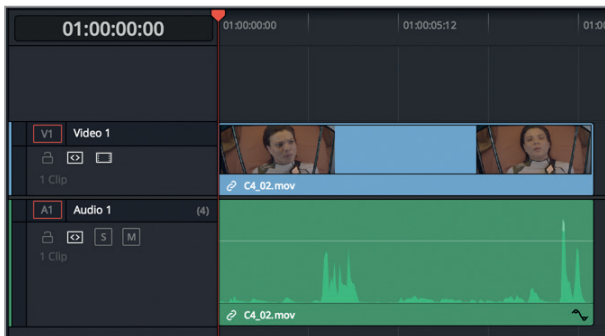 01:00:00:00
01:00:00:00
01:00:05:12
01:00
V1 Video 1
1 Clip
C4_02.mov
A1 Audio 1 (4)
S M
1 Clip
C4_02.mov